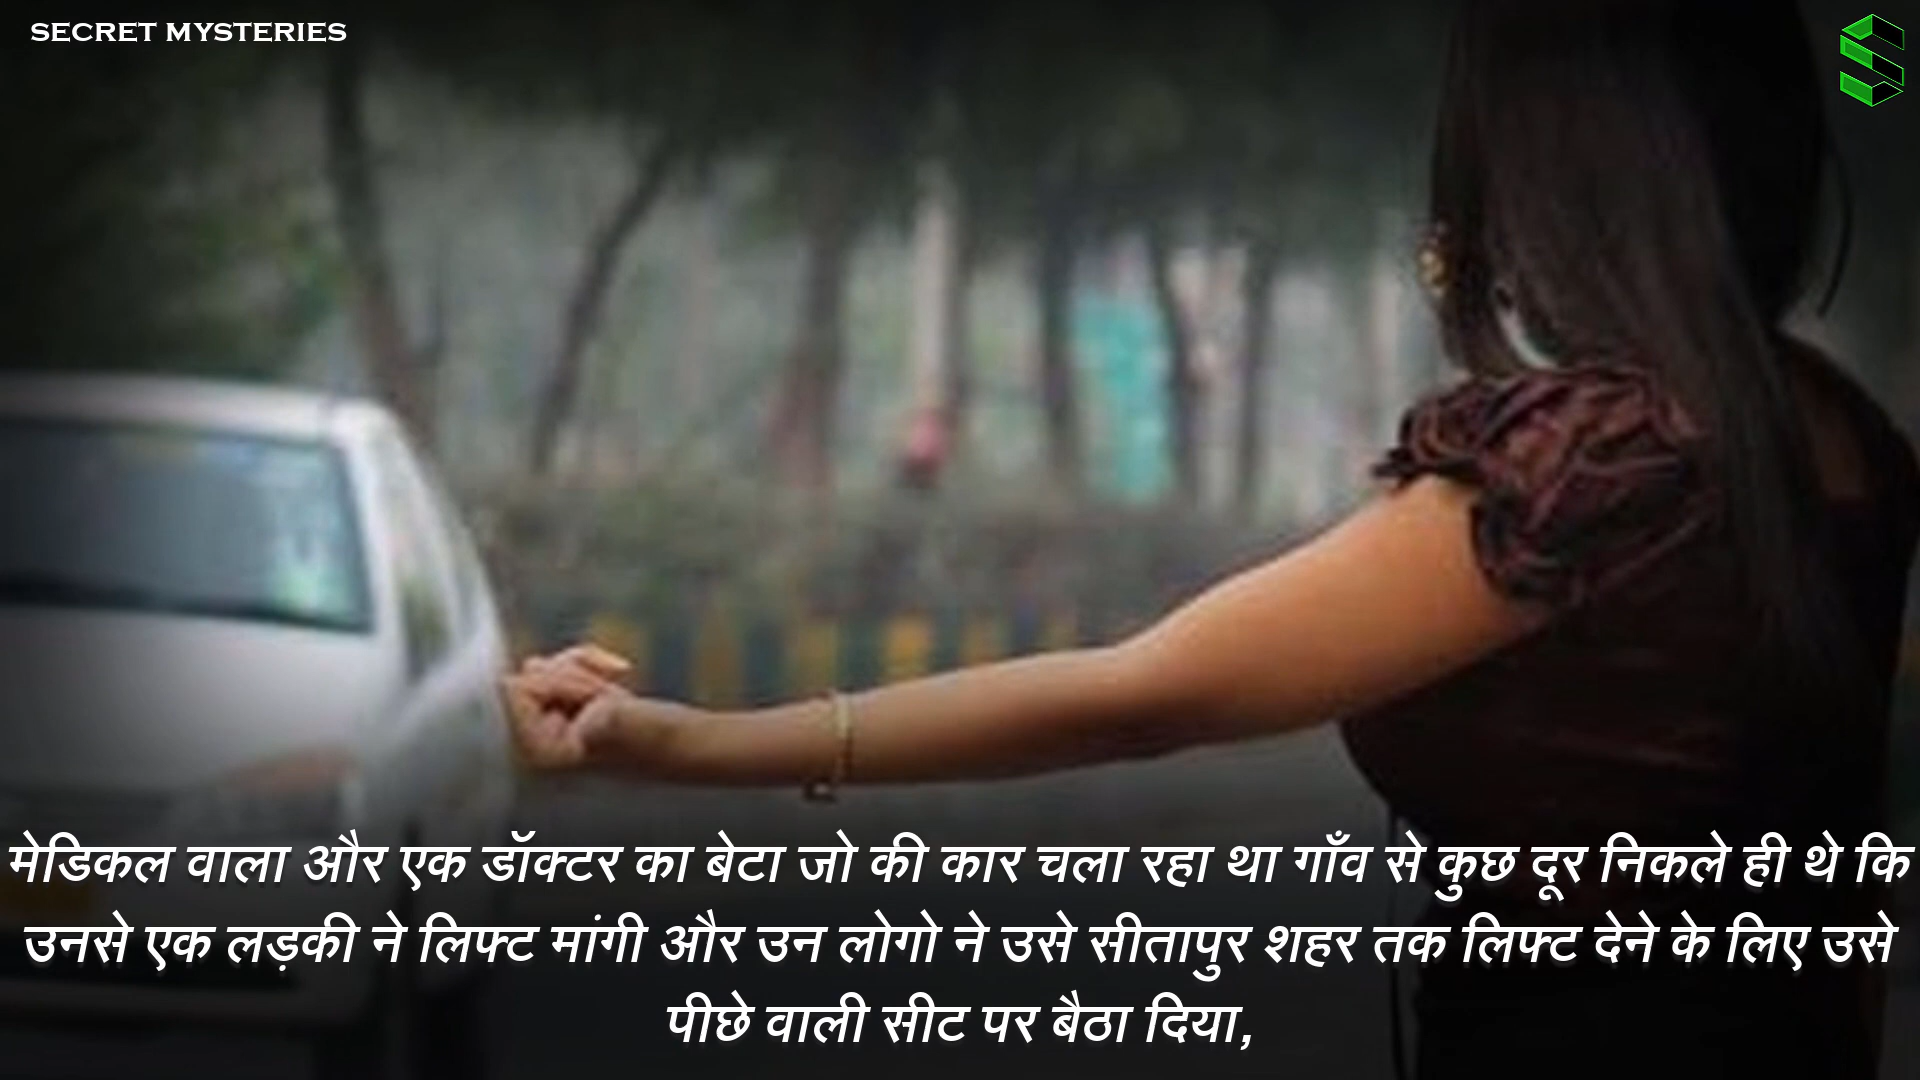 SECRET MYSTERIES
मेडिकल वाला और एक डॉक्टर का बेटा जो की कार चला रहा था गाँव से कुछ दूर निकले ही थे कि
उनसे एक लड़की ने लिफ्ट मांगी और उन लोगो ने उसे सीतापुर शहर तक लिफ्ट देने के लिए उसे
पीछे वाली सीट पर बैठा दिया,